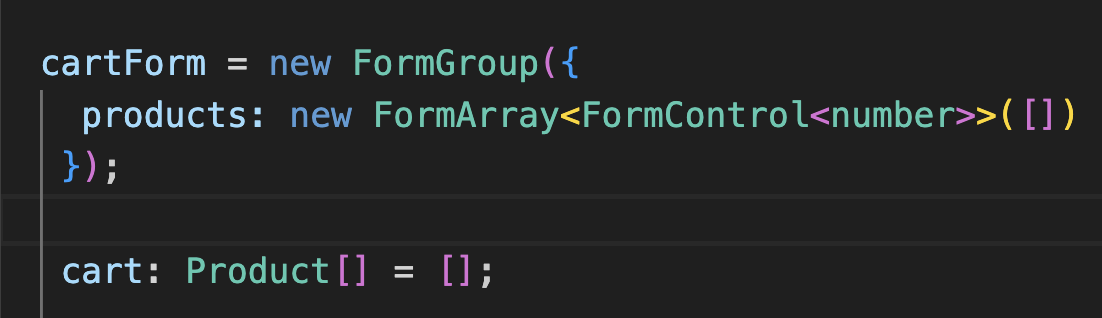 cartForm = new FormGroup({
products: new FormArray<FormControl<number>>([])
});
cart: Product[] = [];